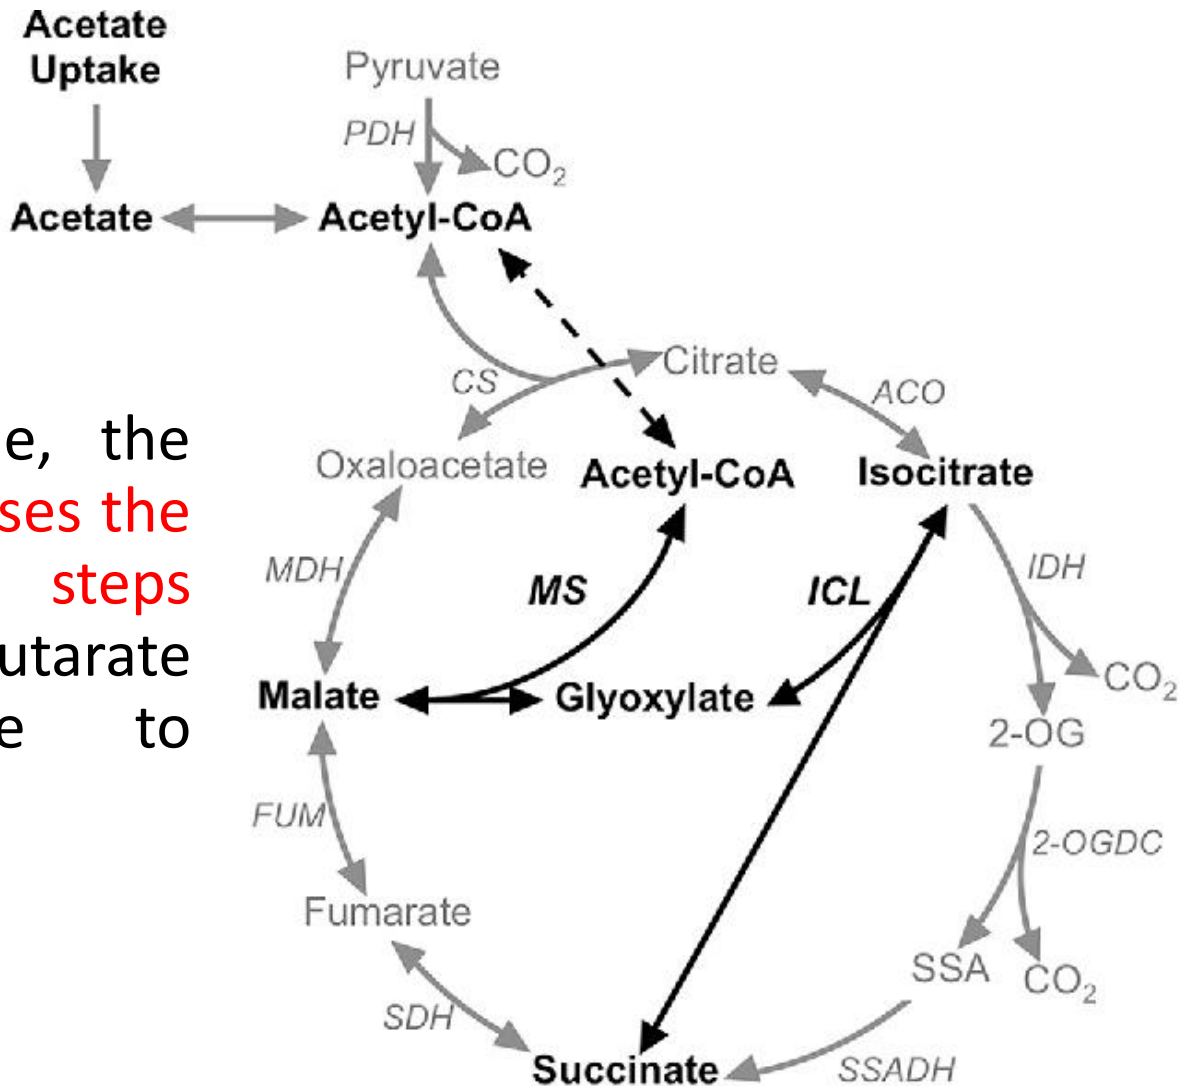 Acetate
Uptake
Pyruvate
PDH
CO₂
Acetate
Acetyl-CoA
Citrate
CS
ACO
e, the
Oxaloacetate
Acetyl-CoA
Isocitrate
ses the
MDH
MS
ICL
IDH
steps
utarate
CO₂
Malate
Glyoxylate
e to
2-OG
FUM
2-OGDC
Fumarate
SSA
CO₂
SDH
Succinate
SSADH